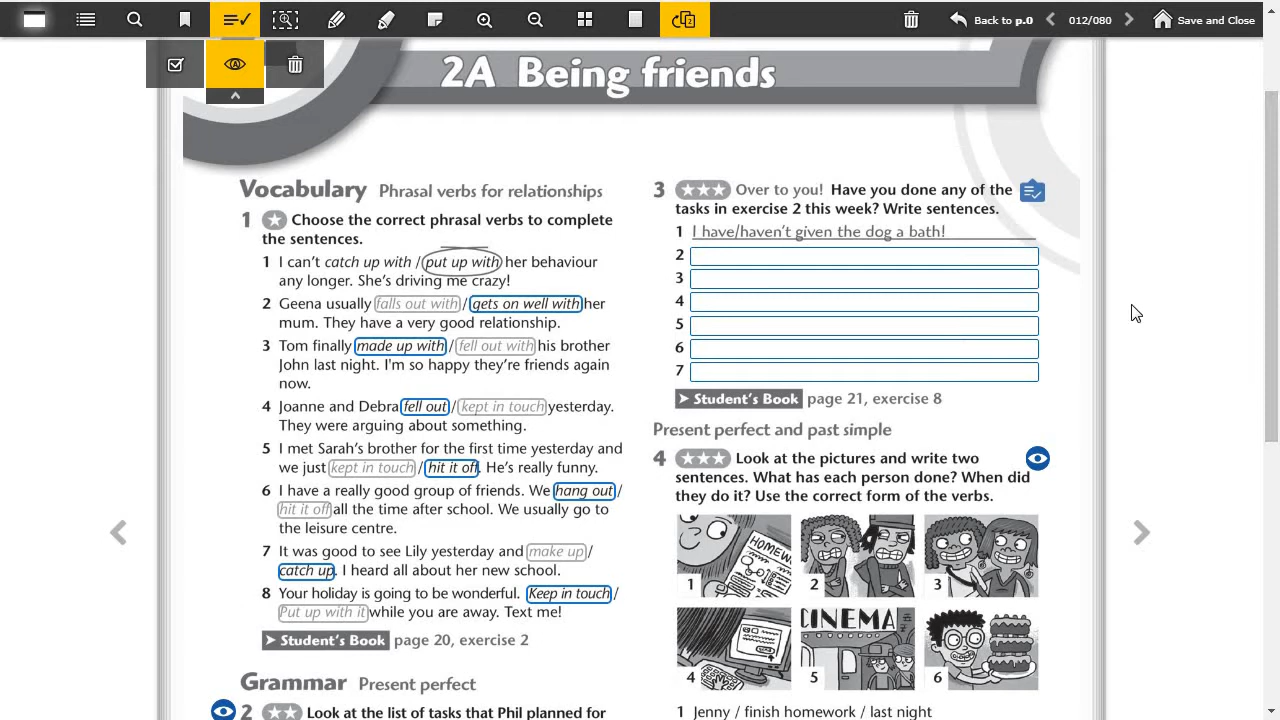 Back to p.0
012/080
Save and Close
2A Being friends
Vocabulary Phrasal verbs for relationships
1 Choose the correct phrasal verbs to complete
the sentences.
1 I can't catch up with / put up with her behaviour
any longer. She's driving me crazy!
2 Geena usually falls out with / gets on well with her
mum. They have a very good relationship.
3 Tom finally made up with / fell out with his brother
John last night. I'm so happy they're friends again
now.
4 Joanne and Debra fell out / kept in touch yesterday.
They were arguing about something.
5 I met Sarah's brother for the first time yesterday and
we just kept in touch / hit it off. He's really funny.
6 I have a really good group of friends. We hang out /
hit it off all the time after school. We usually go to
the leisure centre.
7 It was good to see Lily yesterday and make up /
catch up. I heard all about her new school.
8 Your holiday is going to be wonderful. Keep in touch /
Put up with it while you are away. Text me!
Student's Book page 20, exercise 2
Grammar Present perfect
2 Look at the list of tasks that Phil planned for
3 Over to you! Have you done any of the
tasks in exercise 2 this week? Write sentences.
1 I have/haven't given the dog a bath!
2
3
4
5
6
7
Student's Book page 21, exercise 8
Present perfect and past simple
4 Look at the pictures and write two
sentences. What has each person done? When did
they do it? Use the correct form of the verbs.
HOMEW
1
2
3
CINEMA
4
5
6
1 Jenny / finish homework / last night